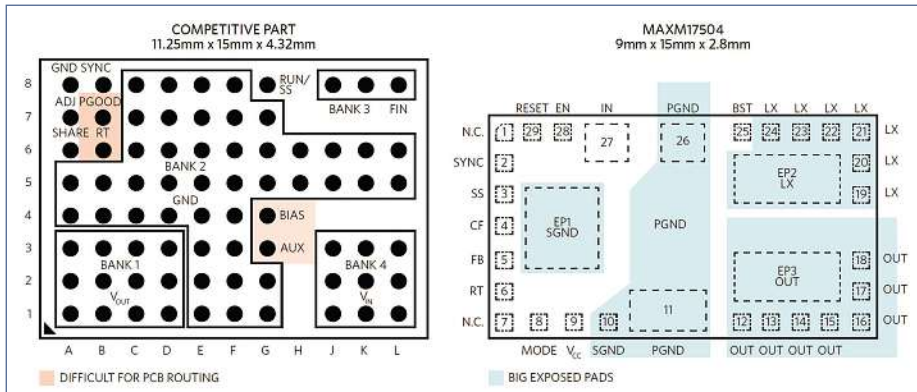 COMPETITIVE PART
11.25mm x 15mm x 4.32mm
GND SYNC
8
RUN/
SS
BANK 3 FIN
ADJ PGOOD
7
SHARE RT
6
BANK 2
5
GND
4
BIAS
3
AUX
BANK 1
BANK 4
2
VOUT
VIN
1
A B C D E F G H J K L
DIFFICULT FOR PCB ROUTING
MAXM17504
9mm x 15mm x 2.8mm
RESET EN IN PGND BST LX LX LX LX
N.C. 1 29 28 27 26 25 24 23 22 21 LX
SYNC 2 20 LX
EP2
LX
SS 3 19 LX
EP1
SGND
CF 4 PGND
FB 5 EP3
OUT
18 OUT
RT 6 17 OUT
N.C. 7 8 9 10 11 12 13 14 15 16 OUT
MODE VCC SGND PGND OUT OUT OUT OUT
BIG EXPOSED PADS